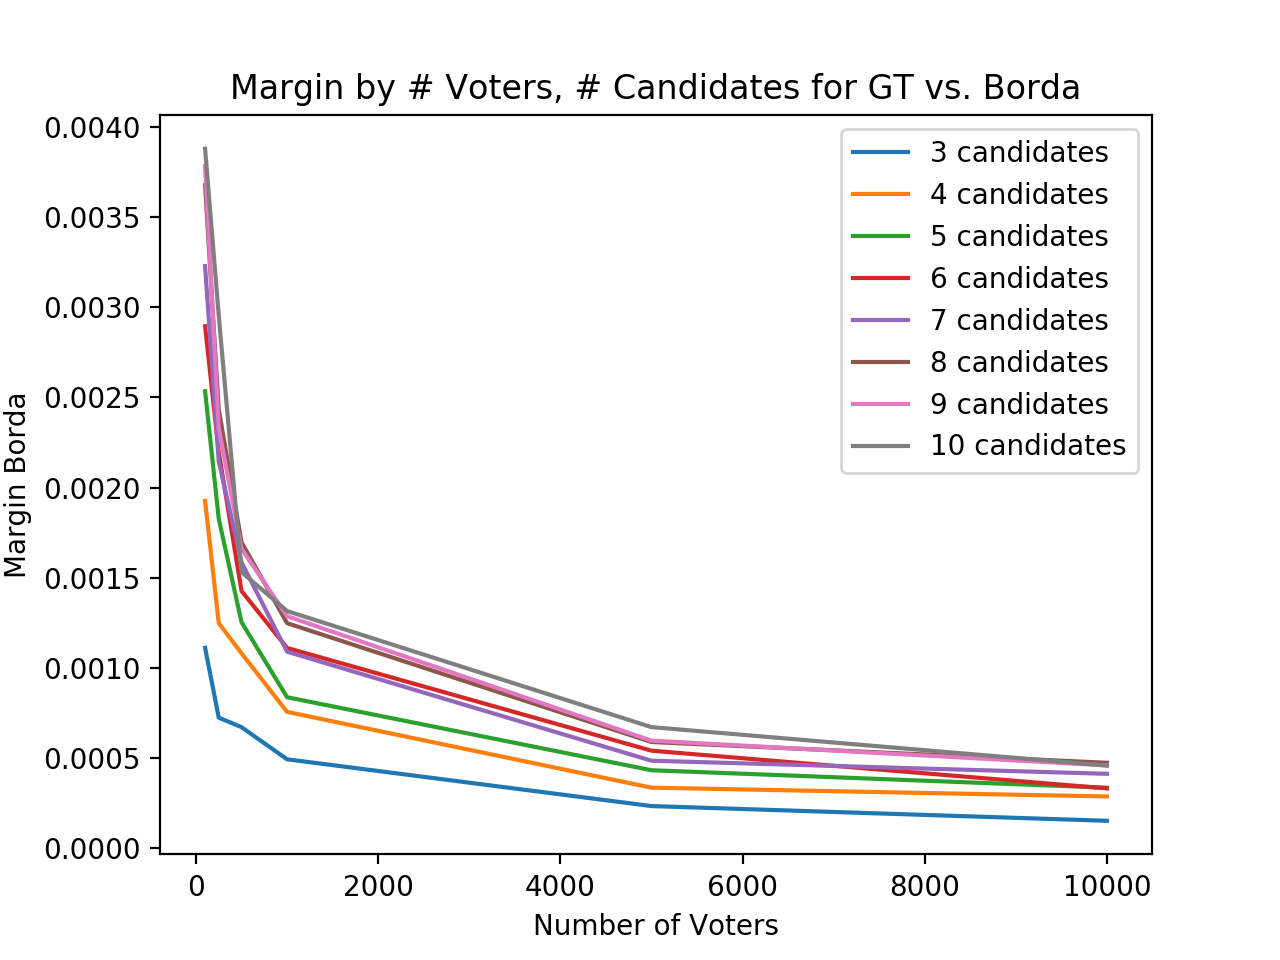 Margin by # Voters, # Candidates for GT vs. Borda
0.0040
0.0035
0.0030
0.0025
0.0020
0.0015
0.0010
0.0005
0.0000
Margin Borda
3 candidates
4 candidates
5 candidates
6 candidates
7 candidates
8 candidates
9 candidates
10 candidates
0 2000 4000 6000 8000 10000
Number of Voters